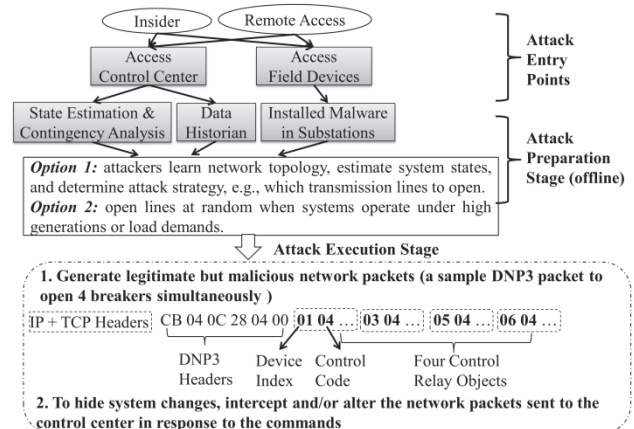 Insider
Remote Access
Access
Control Center
Access
Field Devices
Attack
Entry
Points
State Estimation &
Contingency Analysis
Data
Historian
Installed Malware
in Substations
Attack
Preparation
Stage (offline)
Option 1: attackers learn network topology, estimate system states,
and determine attack strategy, e.g., which transmission lines to open.
Option 2: open lines at random when systems operate under high
generations or load demands.
Attack Execution Stage
1. Generate legitimate but malicious network packets (a sample DNP3 packet to
open 4 breakers simultaneously )
IP + TCP Headers CB 04 0C 28 04 00 01 04 ... 03 04 ... 05 04 ... 06 04 ...
DNP3
Headers
Device
Index
Control
Code
Four Control
Relay Objects
2. To hide system changes, intercept and/or alter the network packets sent to the
control center in response to the commands